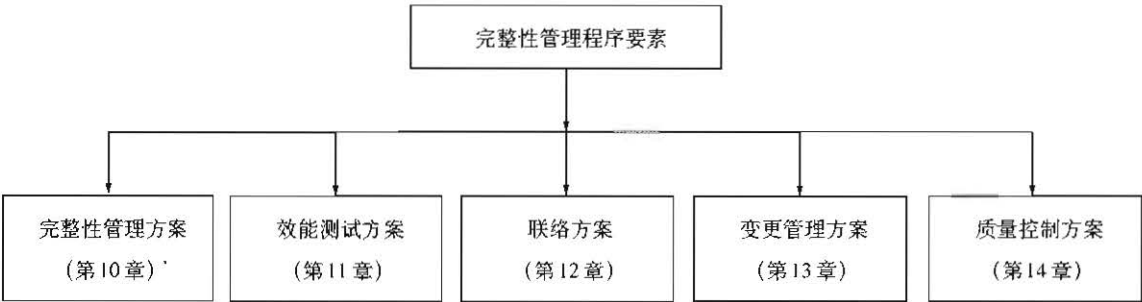 完整性管理程序要素
完整性管理方案
(第10章)
效能测试方案
(第11章)
联络方案
(第12章)
变更管理方案
(第13章)
质量控制方案
(第14章)